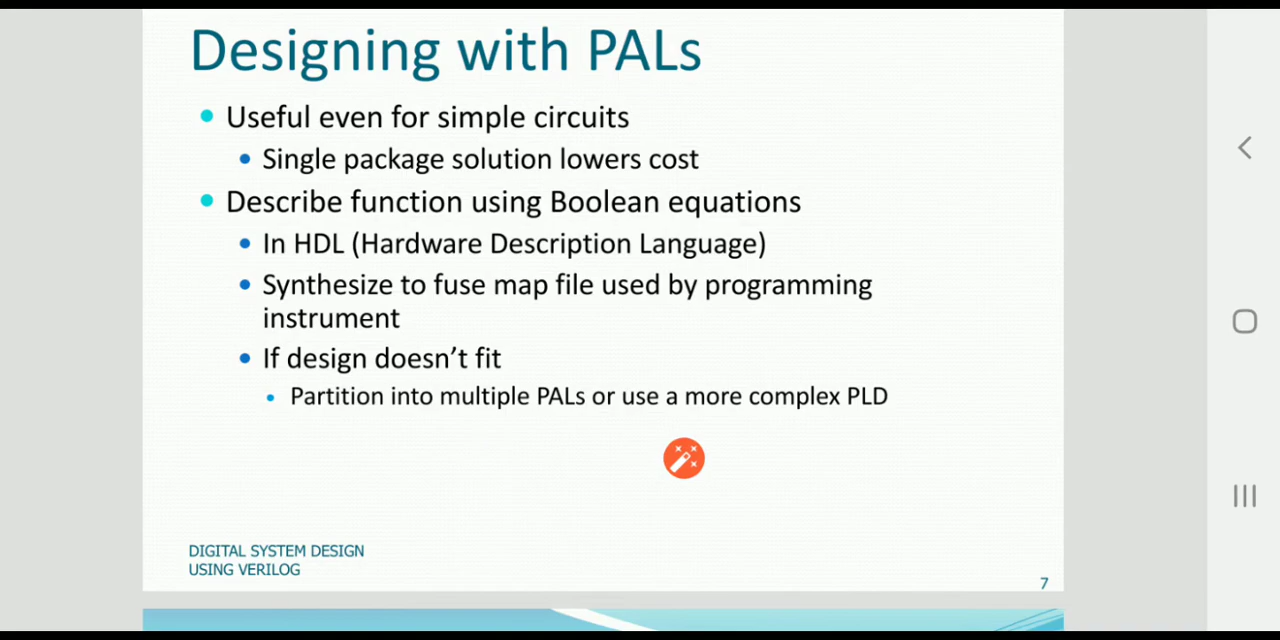 Designing with PALs
Useful even for simple circuits
Single package solution lowers cost
Describe function using Boolean equations
In HDL (Hardware Description Language)
Synthesize to fuse map file used by programming
instrument
If design doesn’t fit
Partition into multiple PALs or use a more complex PLD
DIGITAL SYSTEM DESIGN
USING VERILOG
7